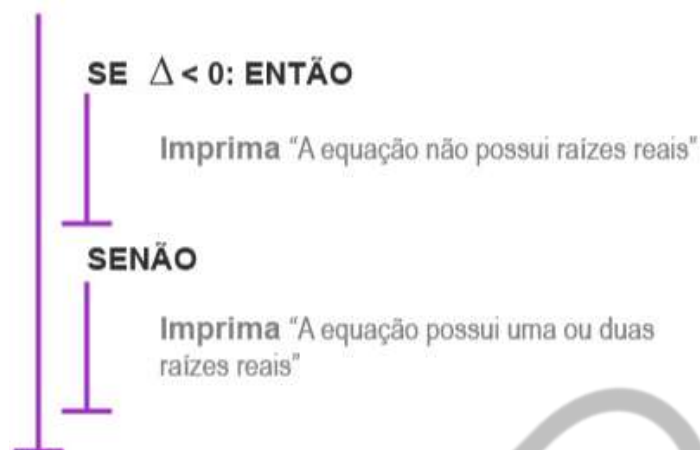 SE Δ < 0: ENTÃO
Imprima “A equação não possui raízes reais”
SENÃO
Imprima “A equação possui uma ou duas
raízes reais”